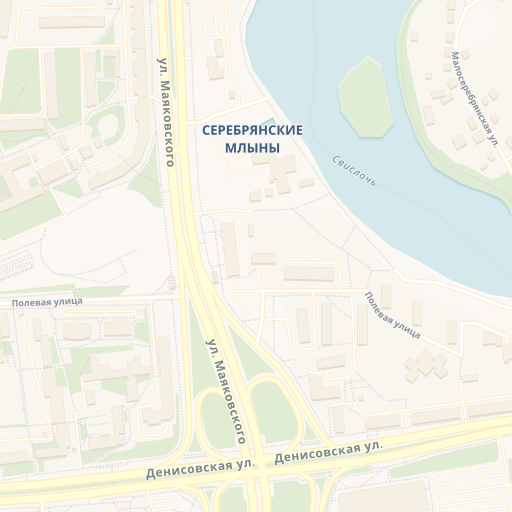 ул. Маяковского
Малосеребрянская ул.
СЕРЕБРЯНСКИЕ
МЛЫНЫ
Свислочь
Полевая улица
Полевая улица
ул. Маяковского
Денисовская ул.
Денисовская ул.